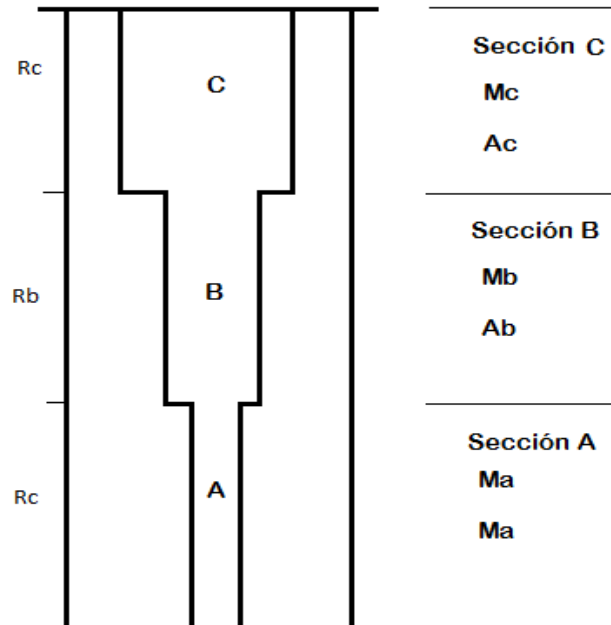 Rc
C
Sección C
Mc
Ac
Rb
B
Sección B
Mb
Ab
Rc
A
Sección A
Ma
Ma